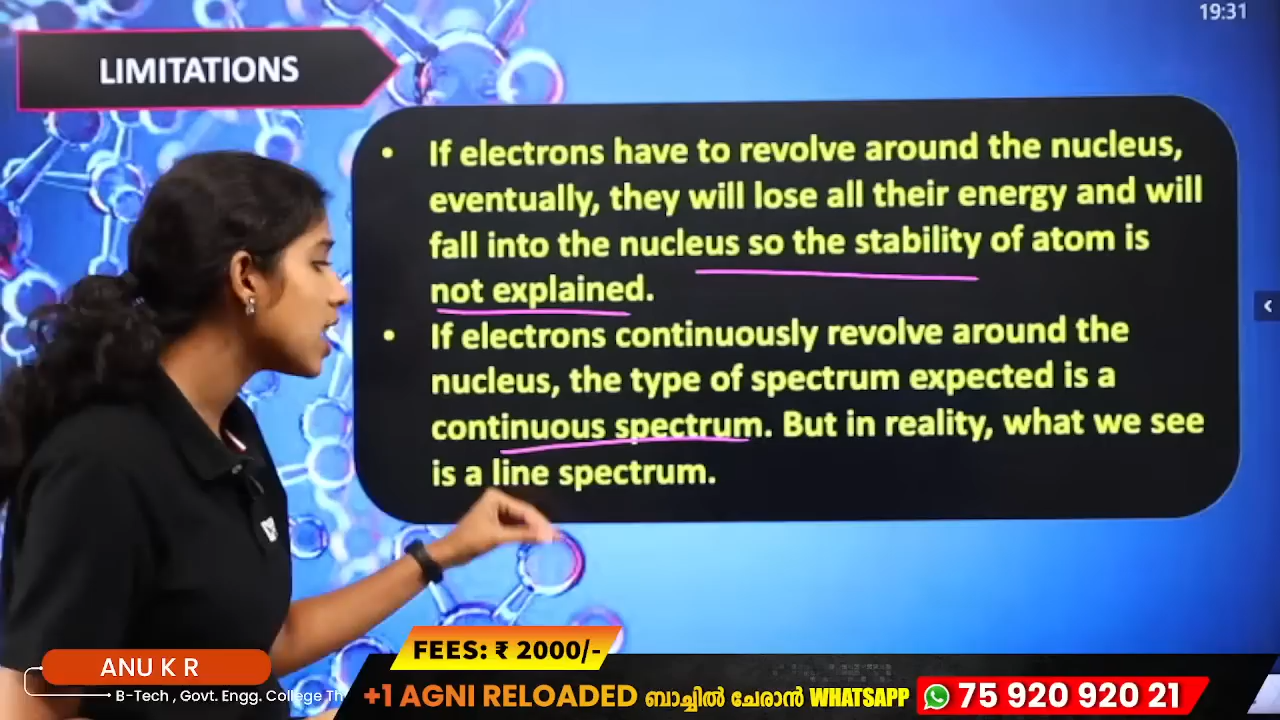 19:31
LIMITATIONS
• If electrons have to revolve around the nucleus,
eventually, they will lose all their energy and will
fall into the nucleus so the stability of atom is
not explained.
• If electrons continuously revolve around the
nucleus, the type of spectrum expected is a
continuous spectrum. But in reality, what we see
is a line spectrum.
FEES: ₹ 2000/-
ANU K R
B-Tech , Govt. Engg. College Th
+1 AGNI RELOADED ബാച്ചിൽ ചേരാൻ WHATSAPP 75 920 920 21